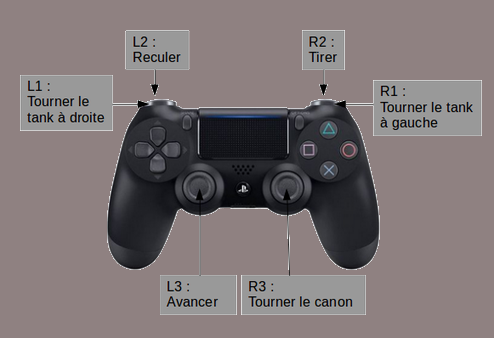 L2 :
Reculer
R2 :
Tirer
L1 :
Tourner le
tank à droite
R1 :
Tourner le tank
à gauche
L3 :
Avancer
R3 :
Tourner le canon